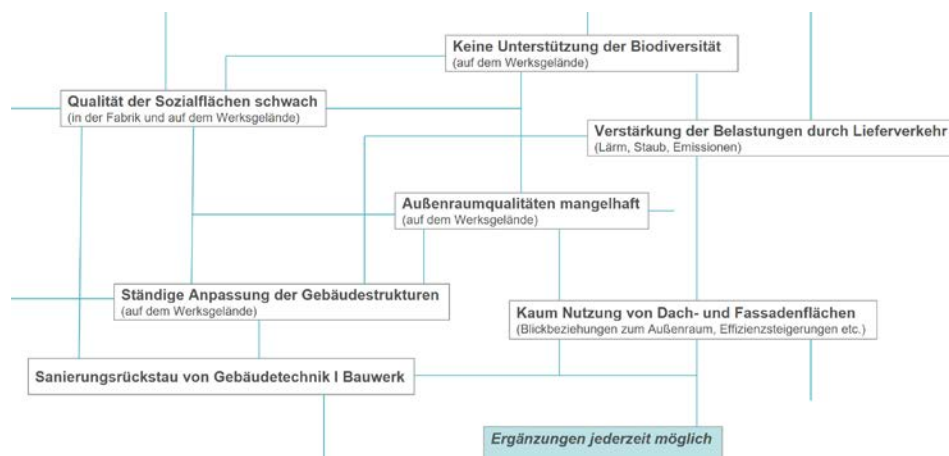 Keine Unterstützung der Biodiversität
(auf dem Werksgelände)
Qualität der Sozialflächen schwach
(in der Fabrik und auf dem Werksgelände)
Verstärkung der Belastungen durch Lieferverkehr
(Lärm, Staub, Emissionen)
Außenraumqualitäten mangelhaft
(auf dem Werksgelände)
Ständige Anpassung der Gebäudestrukturen
(auf dem Werksgelände)
Kaum Nutzung von Dach- und Fassadenflächen
(Blickbeziehungen zum Außenraum, Effizienzsteigerungen etc.)
Sanierungsrückstau von Gebäudetechnik I Bauwerk
Ergänzungen jederzeit möglich